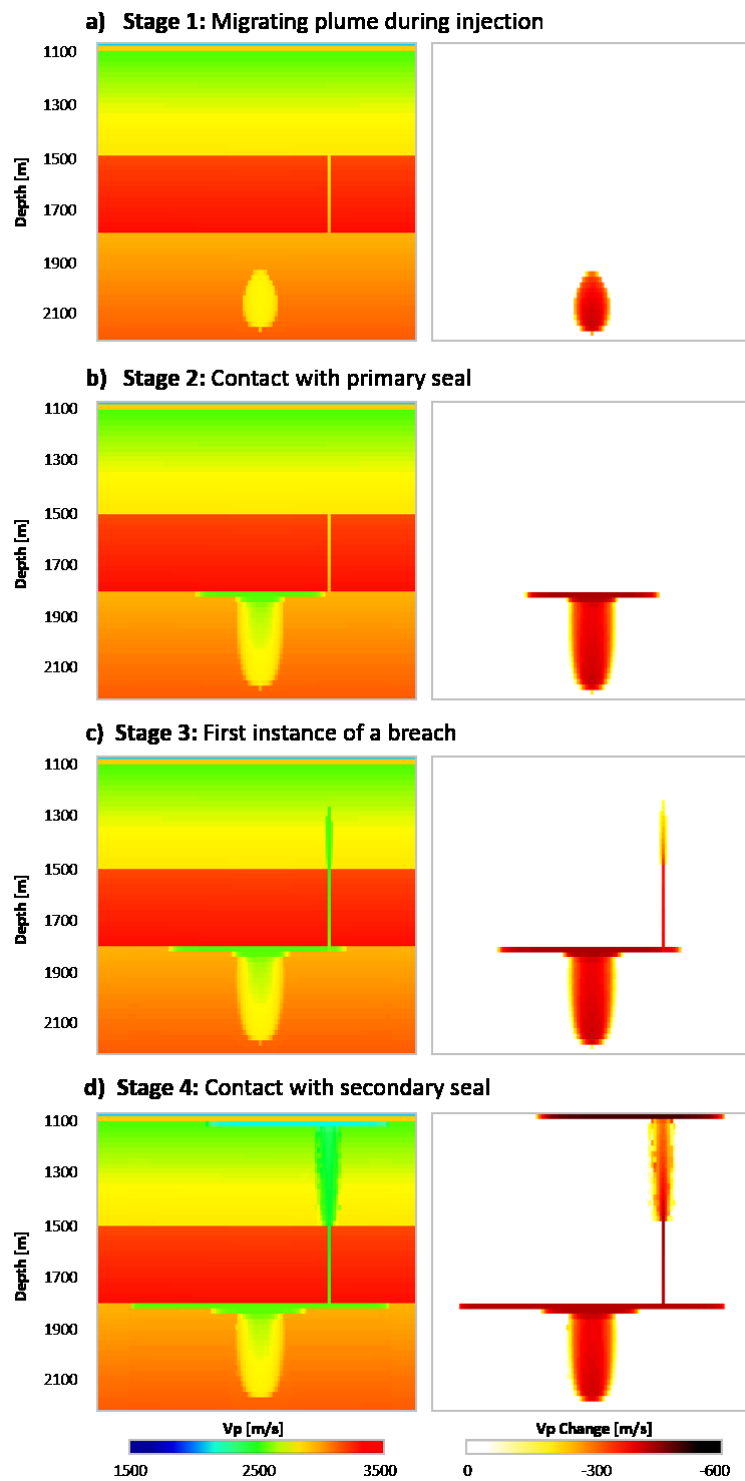 a) Stage 1: Migrating plume during injection
1100
1300
1500
1700
1900
2100
Depth [m]
b) Stage 2: Contact with primary seal
1100
1300
1500
1700
1900
2100
Depth [m]
c) Stage 3: First instance of a breach
1100
1300
1500
1700
1900
2100
Depth [m]
d) Stage 4: Contact with secondary seal
1100
1300
1500
1700
1900
2100
Depth [m]
Vp [m/s]
1500 2500 3500
Vp Change [m/s]
0 -300 -600